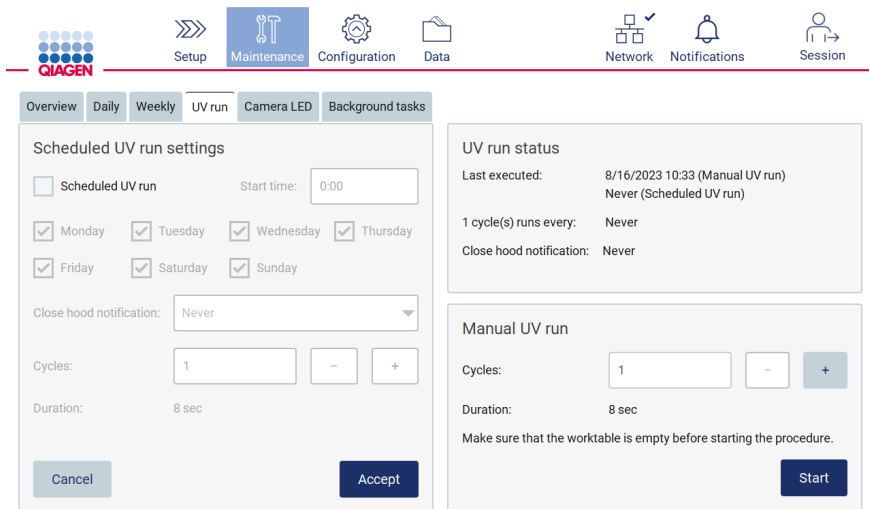 QIAGEN
Setup
Maintenance
Configuration
Data
Network
Notifications
Session
Overview
Daily
Weekly
UV run
Camera LED
Background tasks
Scheduled UV run settings
Scheduled UV run
Start time:
0:00
Monday
Tuesday
Wednesday
Thursday
Friday
Saturday
Sunday
Close hood notification:
Never
Cycles:
1
−
+
Duration:
8 sec
Cancel
Accept
UV run status
Last executed:
8/16/2023 10:33 (Manual UV run)
Never (Scheduled UV run)
1 cycle(s) runs every:
Never
Close hood notification:
Never
Manual UV run
Cycles:
1
−
+
Duration:
8 sec
Make sure that the worktable is empty before starting the procedure.
Start